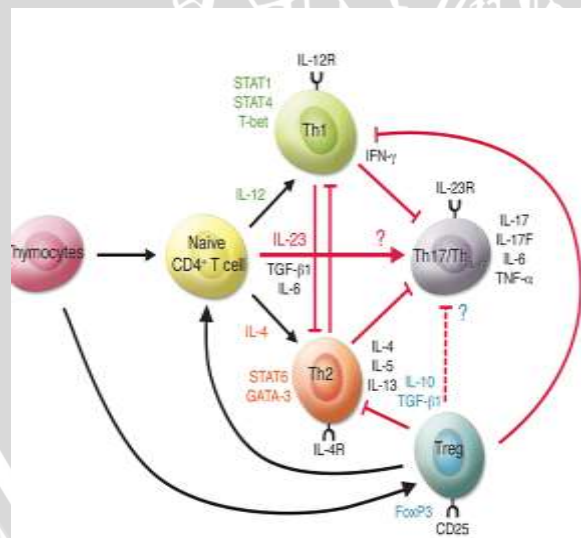 IL-12R
STAT1
STAT4
T-bet
Th1
IFN-γ
IL-12
IL-23R
Thymocytes
Naive
CD4+ T cell
IL-23
?
TGF-β1
IL-6
Th17/Th
IL-17
IL-17F
IL-6
TNF-α
IL-4
STAT6
GATA-3
Th2
IL-4
IL-5
IL-13
IL-4R
IL-10
TGF-β1
?
Treg
FoxP3
CD25